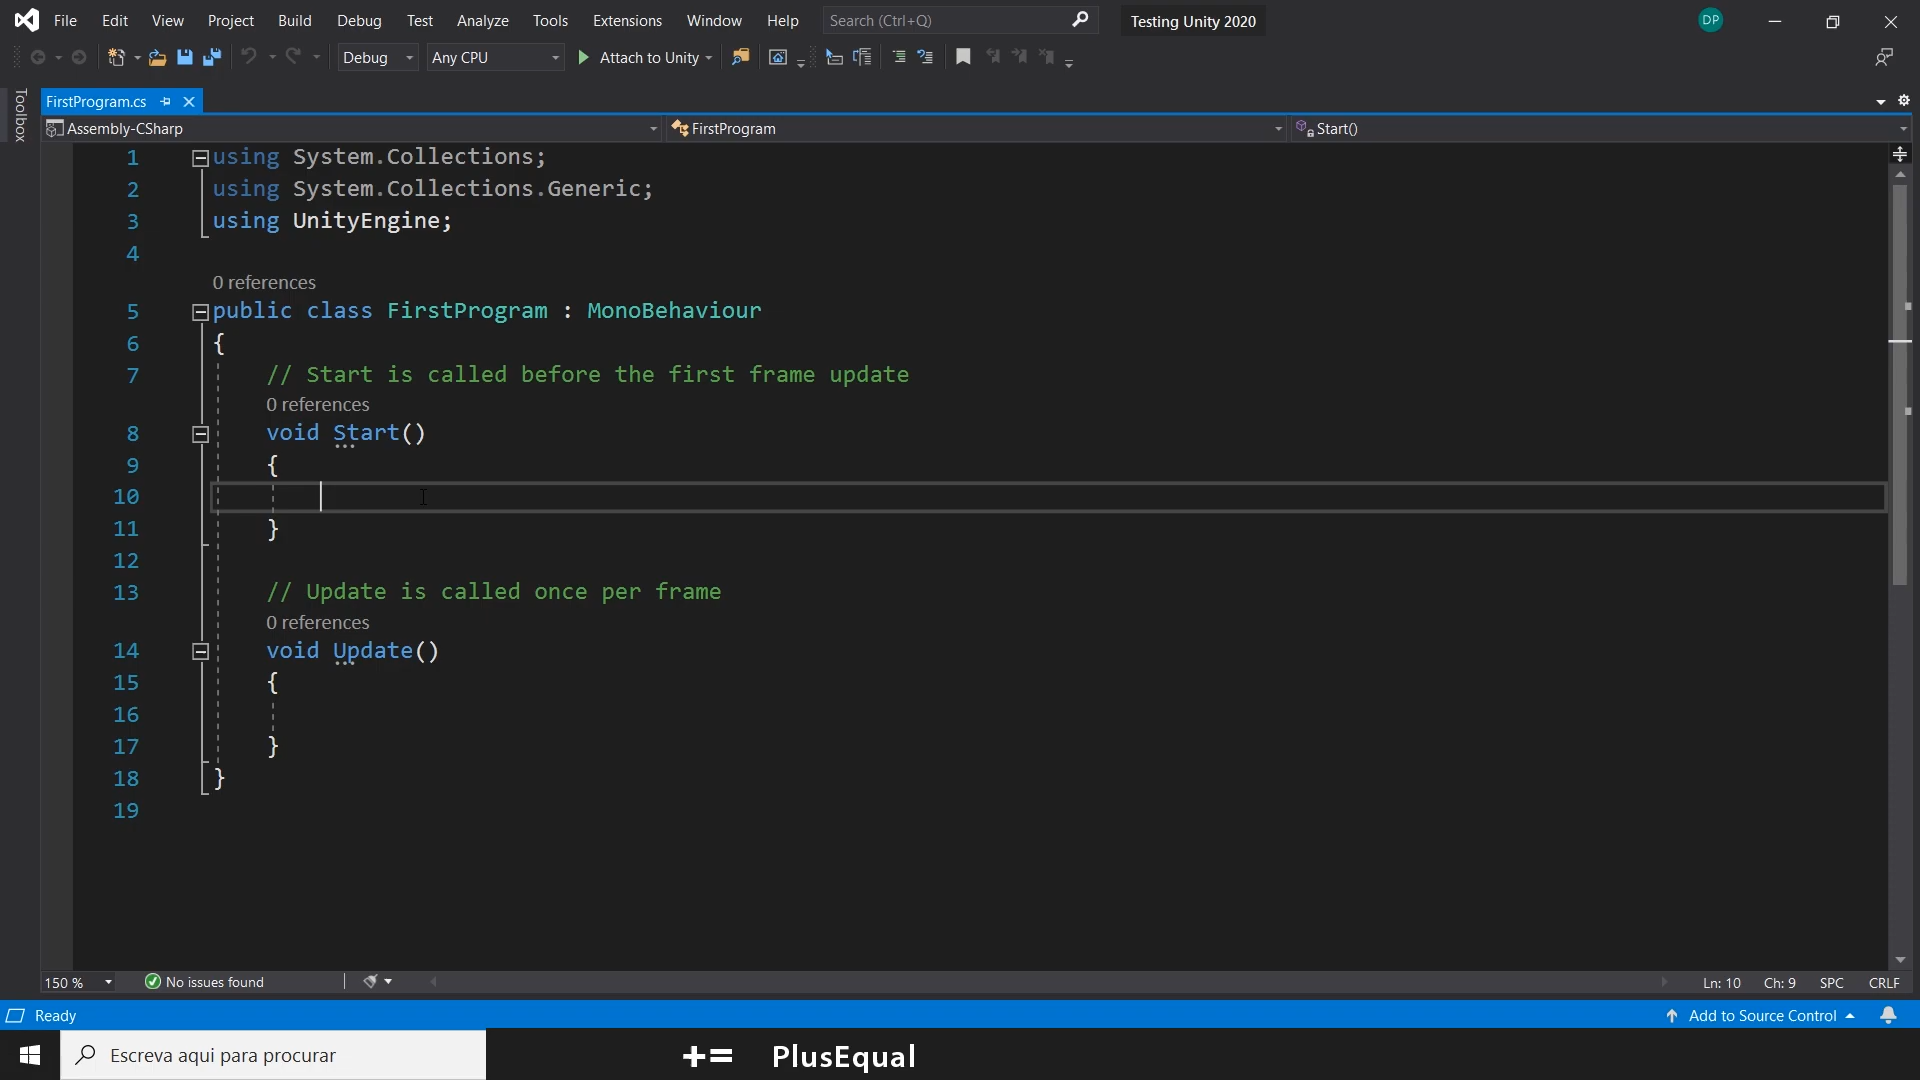 File Edit View Project Build Debug Test Analyze Tools Extensions Window Help Search (Ctrl+Q) Testing Unity 2020 DP
Debug Any CPU Attach to Unity
Toolbox
FirstProgram.cs
Assembly-CSharp FirstProgram Start()
1 using System.Collections;
2 using System.Collections.Generic;
3 using UnityEngine;
4
0 references
5 public class FirstProgram : MonoBehaviour
6 {
7 // Start is called before the first frame update
0 references
8 void Start()
9 {
10
11 }
12
13 // Update is called once per frame
0 references
14 void Update()
15 {
16
17 }
18 }
19
150 % No issues found Ln: 10 Ch: 9 SPC CRLF
Ready Add to Source Control
Escreva aqui para procurar += PlusEqual